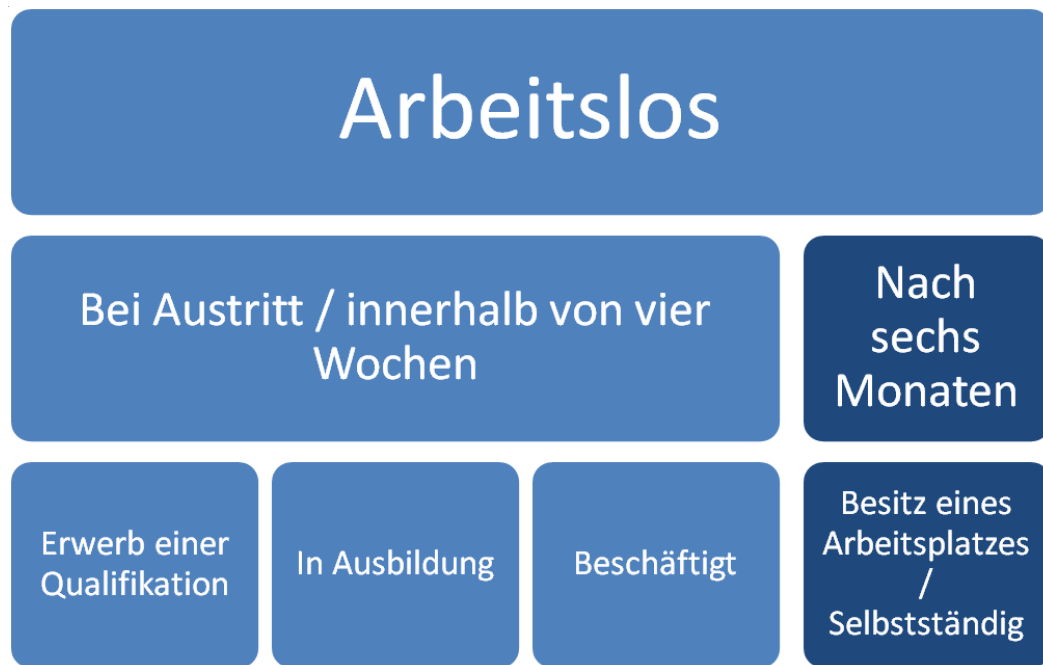 Arbeitslos
Bei Austritt / innerhalb von vier
Wochen
Nach
sechs
Monaten
Erwerb einer
Qualifikation
In Ausbildung
Beschäftigt
Besitz eines
Arbeitsplatzes
/
Selbstständig